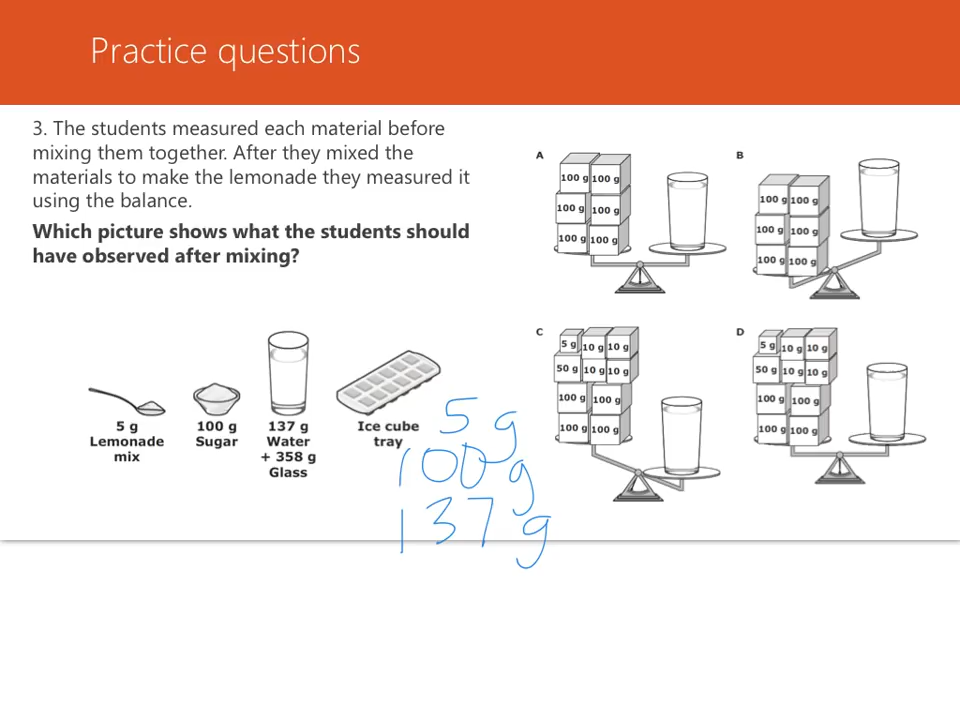 Practice questions
3. The students measured each material before
mixing them together. After they mixed the
materials to make the lemonade they measured it
using the balance.
Which picture shows what the students should
have observed after mixing?
5 g
Lemonade
mix
100 g
Sugar
137 g
Water
+ 358 g
Glass
Ice cube
tray
5 g
100 g
137 g
A
100 g 100 g
100 g 100 g
100 g 100 g
B
100 g 100 g
100 g 100 g
100 g 100 g
C
5 g 10 g 10 g
50 g 10 g 10 g
100 g 100 g
100 g 100 g
D
5 g 10 g 10 g
50 g 10 g 10 g
100 g 100 g
100 g 100 g